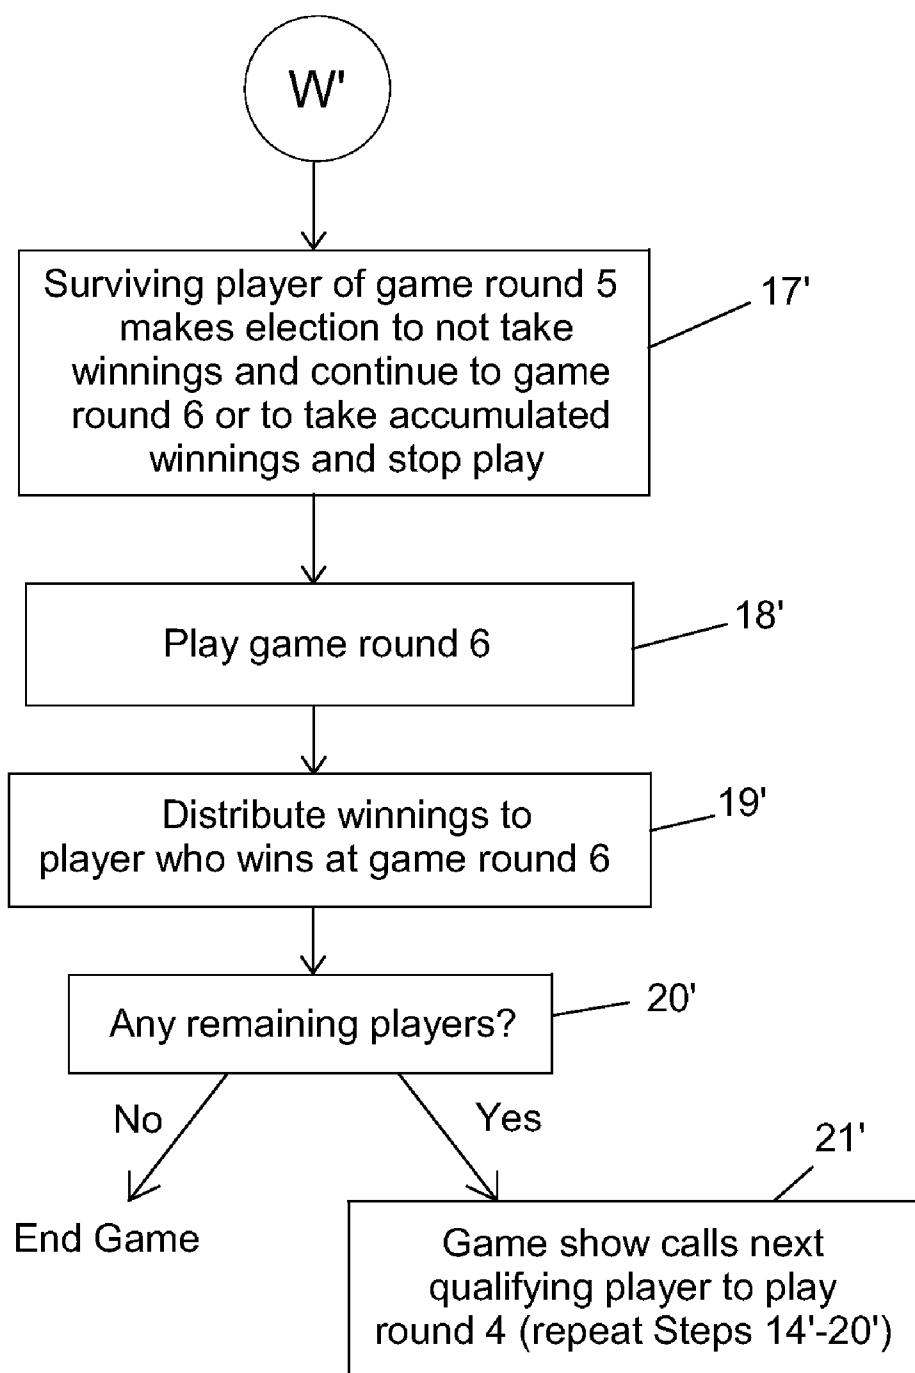 W'
Surviving player of game round 5
makes election to not take
winnings and continue to game
round 6 or to take accumulated
winnings and stop play
17'
Play game round 6
18'
Distribute winnings to
player who wins at game round 6
19'
Any remaining players?
20'
No
Yes
21'
End Game
Game show calls next
qualifying player to play
round 4 (repeat Steps 14'-20')